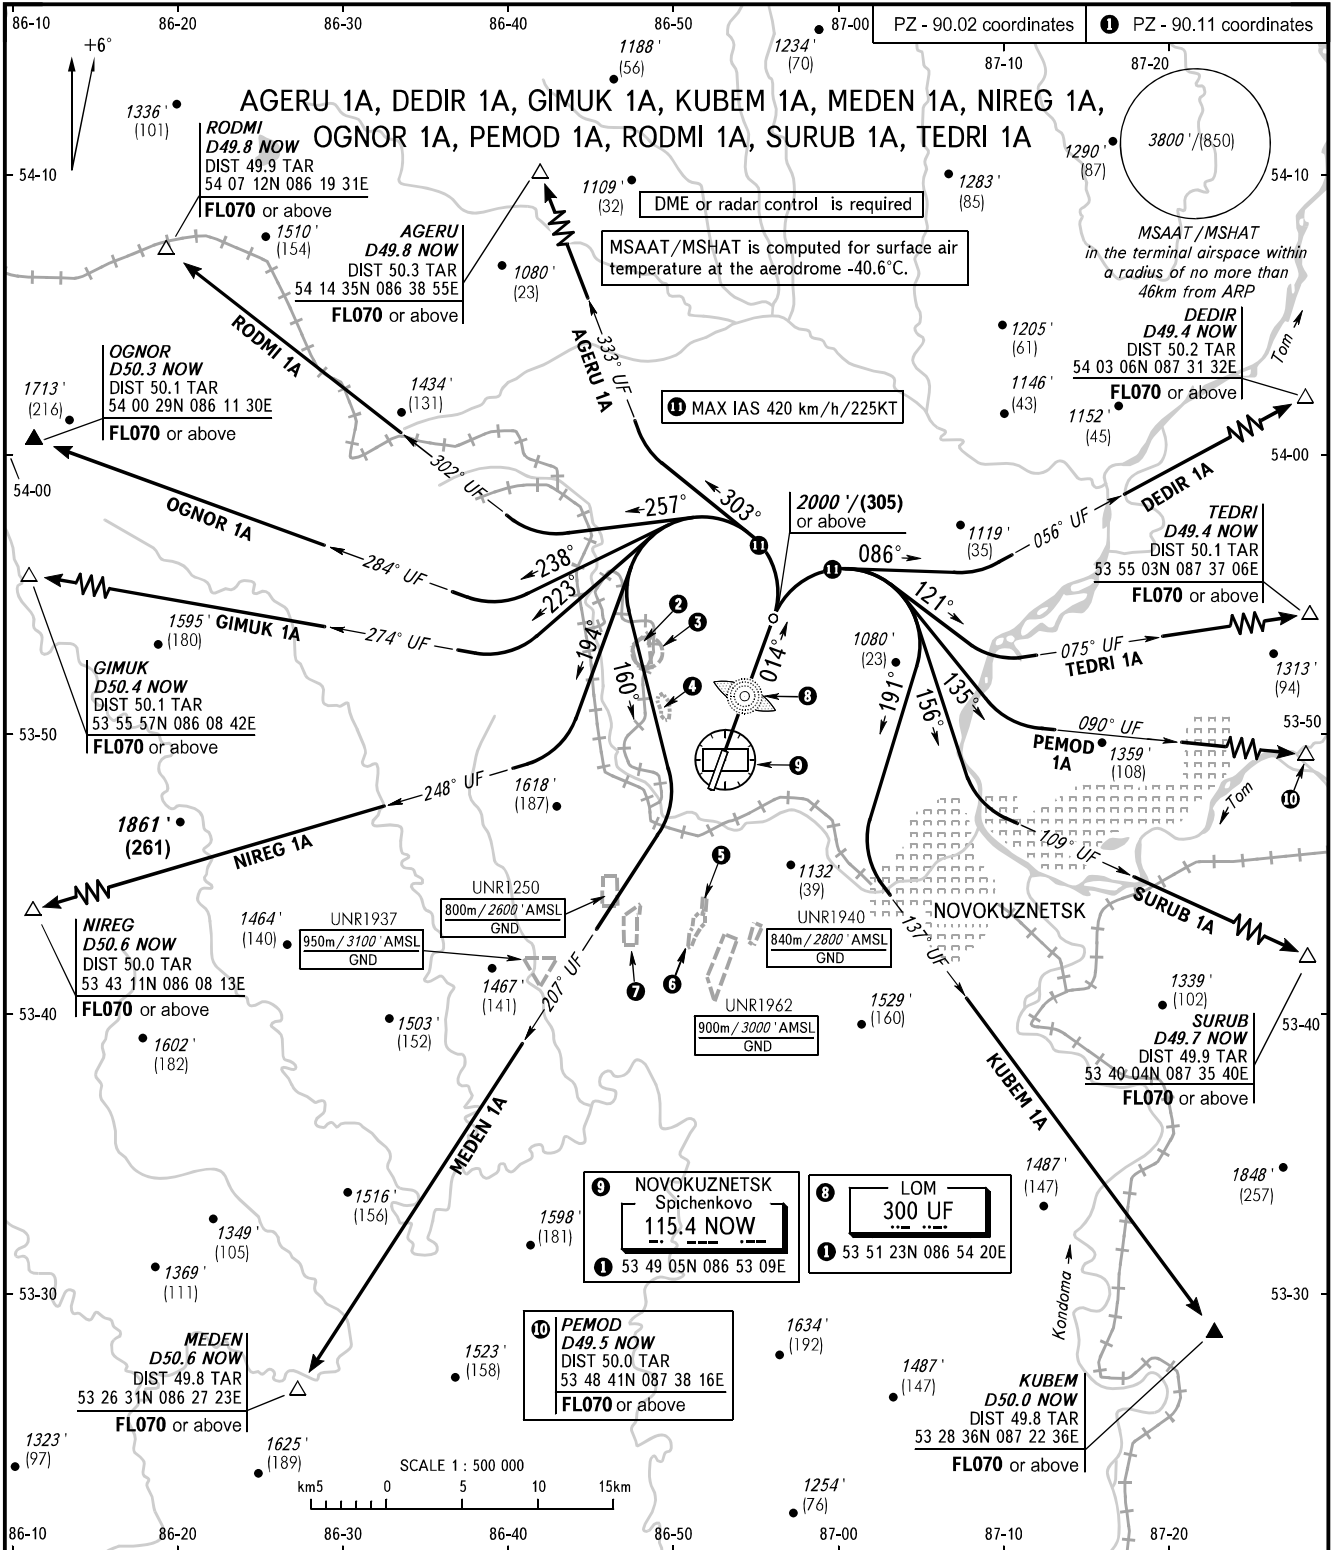 86-10
86-20
86-30
86-40
86-50
87-00
PZ - 90.02 coordinates
1 PZ - 90.11 coordinates
+6°
87-10
87-20
1188 '
(56)
1234 '
(70)
1336 '
(101)
AGERU 1A, DEDIR 1A, GIMUK 1A, KUBEM 1A, MEDEN 1A, NIREG 1A,
OGNOR 1A, PEMOD 1A, RODMI 1A, SURUB 1A, TEDRI 1A
3800 '/(850)
1290 '
(87)
RODMI
D49.8 NOW
DIST 49.9 TAR
54 07 12N 086 19 31E
FL070 or above
54-10
1109 '
(32)
DME or radar control is required
1283 '
(85)
54-10
1510 '
(154)
AGERU
D49.8 NOW
DIST 50.3 TAR
54 14 35N 086 38 55E
FL070 or above
1080 '
(23)
MSAAT/MSHAT is computed for surface air
temperature at the aerodrome -40.6°C.
MSAAT/MSHAT
in the terminal airspace within
a radius of no more than
46km from ARP
DEDIR
D49.4 NOW
DIST 50.2 TAR
54 03 06N 087 31 32E
FL070 or above
Tom
1205 '
(61)
1146 '
(43)
1152 '
(45)
RODMI 1A
AGERU 1A
333° UF
OGNOR
D50.3 NOW
DIST 50.1 TAR
54 00 29N 086 11 30E
FL070 or above
1713 '
(216)
1434 '
(131)
11 MAX IAS 420 km/h/225KT
54-00
54-00
302° UF
OGNOR 1A
257°
303°
2000 '/(305)
or above
DEDIR 1A
056° UF
1119 '
(35)
TEDRI
D49.4 NOW
DIST 50.1 TAR
53 55 03N 087 37 06E
FL070 or above
284° UF
238°
223°
11
11
086°
121°
1595 '
(180)
GIMUK 1A
274° UF
194°
160°
2
3
4
014°
8
1080 '
(23)
191°
156°
135°
075° UF
TEDRI 1A
1313 '
(94)
GIMUK
D50.4 NOW
DIST 50.1 TAR
53 55 57N 086 08 42E
FL070 or above
53-50
53-50
090° UF
PEMOD
1A
1359 '
(108)
9
10
Tom
248° UF
1618 '
(187)
1861 '
(261)
NIREG 1A
109° UF
5
1132 '
(39)
SURUB 1A
UNR1250
800m/2600 'AMSL
GND
NOVOKUZNETSK
1464 '
(140)
UNR1937
950m/3100 'AMSL
GND
UNR1940
840m/2800 'AMSL
GND
137° UF
NIREG
D50.6 NOW
DIST 50.0 TAR
53 43 11N 086 08 13E
FL070 or above
1467 '
(141)
207° UF
7
6
UNR1962
900m/3000 'AMSL
GND
53-40
53-40
1503 '
(152)
1529 '
(160)
1339 '
(102)
1602 '
(182)
SURUB
D49.7 NOW
DIST 49.9 TAR
53 40 04N 087 35 40E
FL070 or above
KUBEM 1A
MEDEN 1A
1487 '
(147)
1848 '
(257)
9 NOVOKUZNETSK
Spichenkovo
115.4 NOW
1 53 49 05N 086 53 09E
8 LOM
300 UF
1 53 51 23N 086 54 20E
1516 '
(156)
1349 '
(105)
1598 '
(181)
1369 '
(111)
Kondoma
53-30
53-30
10 PEMOD
D49.5 NOW
DIST 50.0 TAR
53 48 41N 087 38 16E
FL070 or above
MEDEN
D50.6 NOW
DIST 49.8 TAR
53 26 31N 086 27 23E
FL070 or above
1523 '
(158)
1634 '
(192)
1487 '
(147)
KUBEM
D50.0 NOW
DIST 49.8 TAR
53 28 36N 087 22 36E
FL070 or above
1323 '
(97)
1625 '
(189)
SCALE 1 : 500 000
km5 0 5 10 15km
1254 '
(76)
86-10
86-20
86-30
86-40
86-50
87-00
87-10
87-20